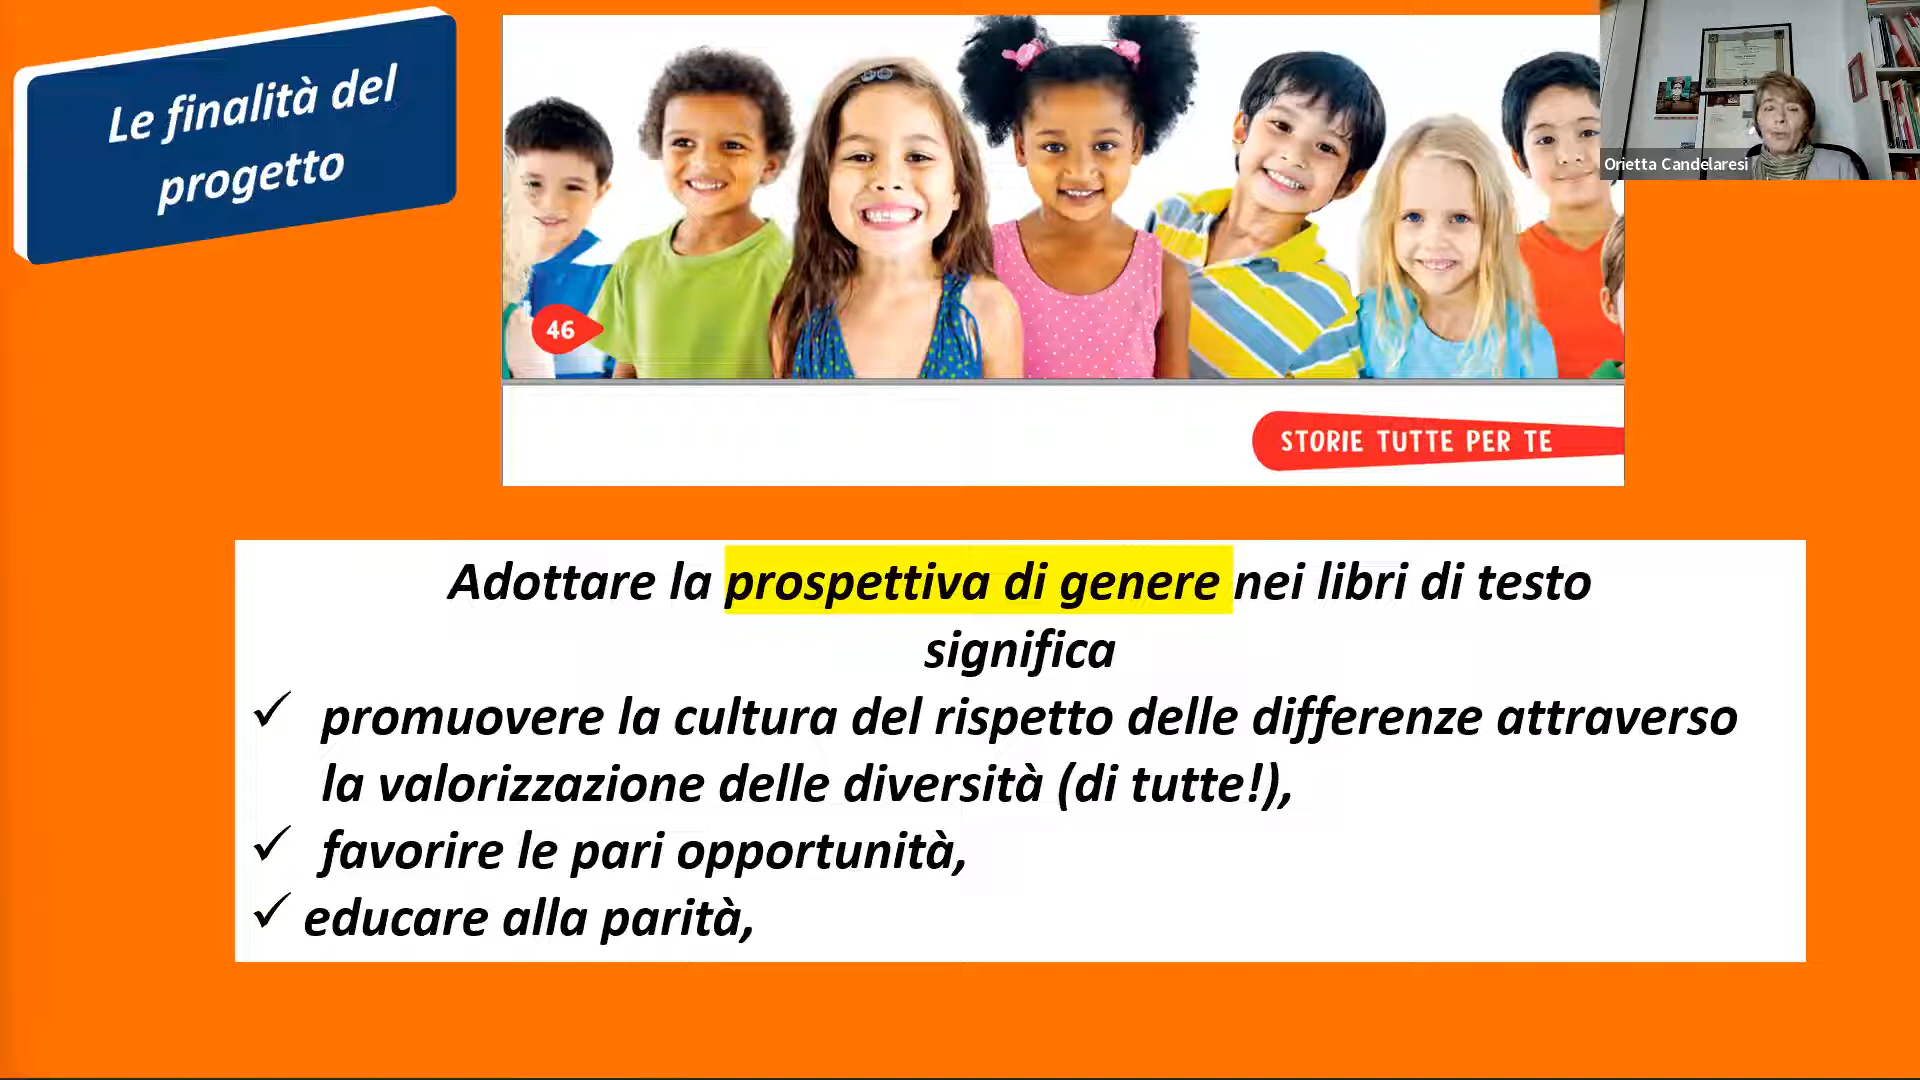 Le finalità del
progetto
Orietta Candelaresi
46
STORIE TUTTE PER TE
Adottare la prospettiva di genere nei libri di testo
significa
✓ promuovere la cultura del rispetto delle differenze attraverso
la valorizzazione delle diversità (di tutte!),
✓ favorire le pari opportunità,
✓ educare alla parità,